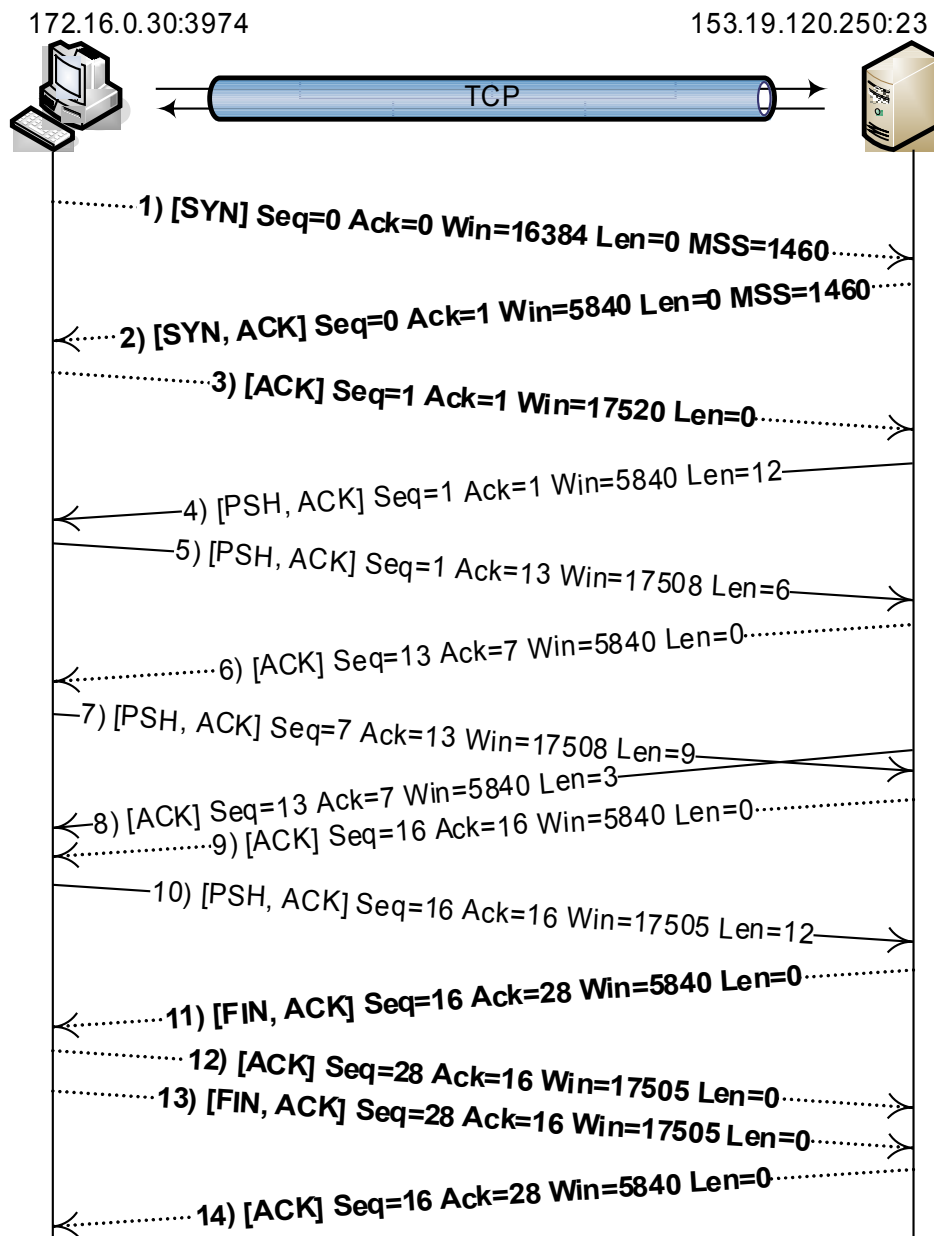 172.16.0.30:3974
153.19.120.250:23
TCP
1) [SYN] Seq=0 Ack=0 Win=16384 Len=0 MSS=1460
2) [SYN, ACK] Seq=0 Ack=1 Win=5840 Len=0 MSS=1460
3) [ACK] Seq=1 Ack=1 Win=17520 Len=0
4) [PSH, ACK] Seq=1 Ack=1 Win=5840 Len=12
5) [PSH, ACK] Seq=1 Ack=13 Win=17508 Len=6
6) [ACK] Seq=13 Ack=7 Win=5840 Len=0
7) [PSH, ACK] Seq=7 Ack=13 Win=17508 Len=9
8) [ACK] Seq=13 Ack=7 Win=5840 Len=3
9) [ACK] Seq=16 Ack=16 Win=5840 Len=0
10) [PSH, ACK] Seq=16 Ack=16 Win=17505 Len=12
11) [FIN, ACK] Seq=16 Ack=28 Win=5840 Len=0
12) [ACK] Seq=28 Ack=16 Win=17505 Len=0
13) [FIN, ACK] Seq=28 Ack=16 Win=17505 Len=0
14) [ACK] Seq=16 Ack=28 Win=5840 Len=0